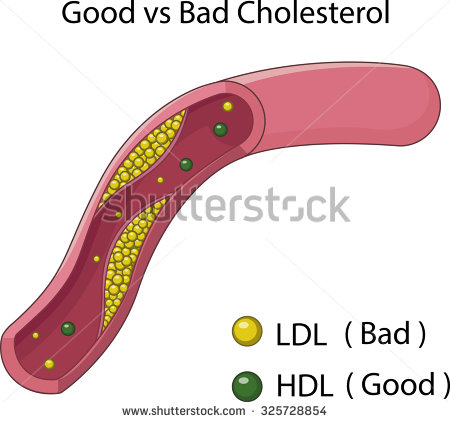 Good vs Bad Cholesterol
shutterstock
LDL ( Bad )
HDL ( Good )
www.shutterstock.com · 325728854